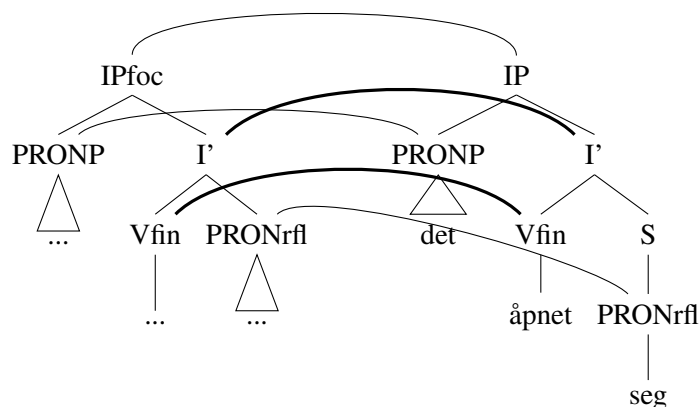 IPfoc IP
PRONP I’ PRONP I’
... Vfin PRONrfl det Vfin S
... ... åpnet PRONrfl
seg